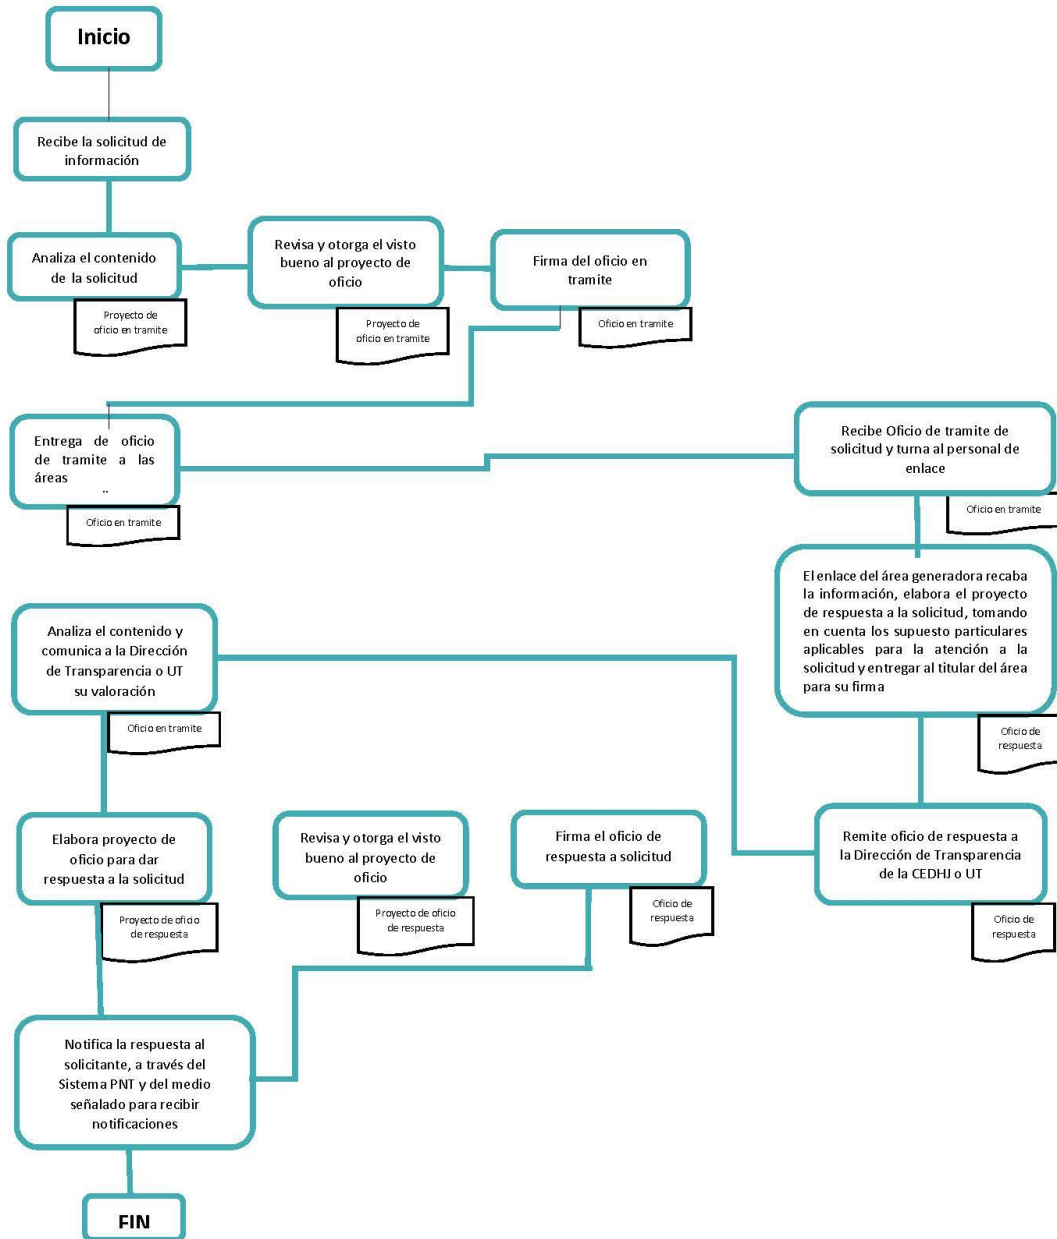 Inicio
Recibe la solicitud de
información
Analiza el contenido
de la solicitud
Proyecto de
oficio en tramite
Revisa y otorga el visto
bueno al proyecto de
oficio
Proyecto de
oficio en tramite
Firma del oficio en
tramite
Oficio en tramite
Entrega de oficio
de tramite a las
áreas
..
Oficio en tramite
Recibe Oficio de tramite de
solicitud y turna al personal de
enlace
Oficio en tramite
El enlace del área generadora recaba
la información, elabora el proyecto
de respuesta a la solicitud, tomando
en cuenta los supuesto particulares
aplicables para la atención a la
solicitud y entregar al titular del área
para su firma
Oficio de
respuesta
Remite oficio de respuesta a
la Dirección de Transparencia
de la CEDHJ o UT
Oficio de
respuesta
Analiza el contenido y
comunica a la Dirección
de Transparencia o UT
su valoración
Oficio en tramite
Elabora proyecto de
oficio para dar
respuesta a la solicitud
Proyecto de oficio
de respuesta
Revisa y otorga el visto
bueno al proyecto de
oficio
Proyecto de oficio
de respuesta
Firma el oficio de
respuesta a solicitud
Oficio de
respuesta
Notifica la respuesta al
solicitante, a través del
Sistema PNT y del medio
señalado para recibir
notificaciones
FIN